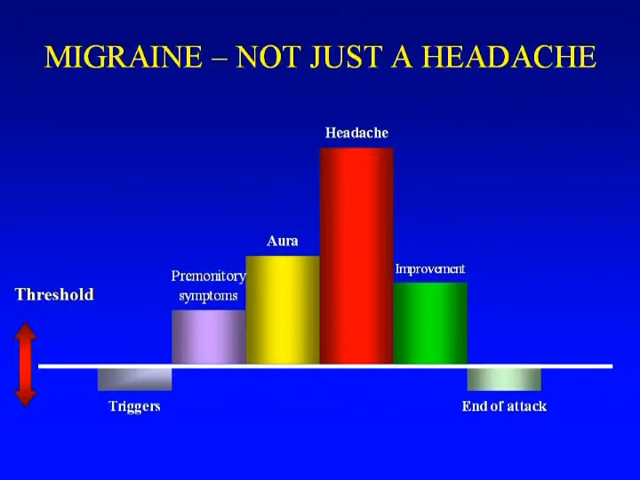 MIGRAINE – NOT JUST A HEADACHE
Headache
Aura
Improvement
Premonitory
symptoms
Threshold
Triggers
End of attack